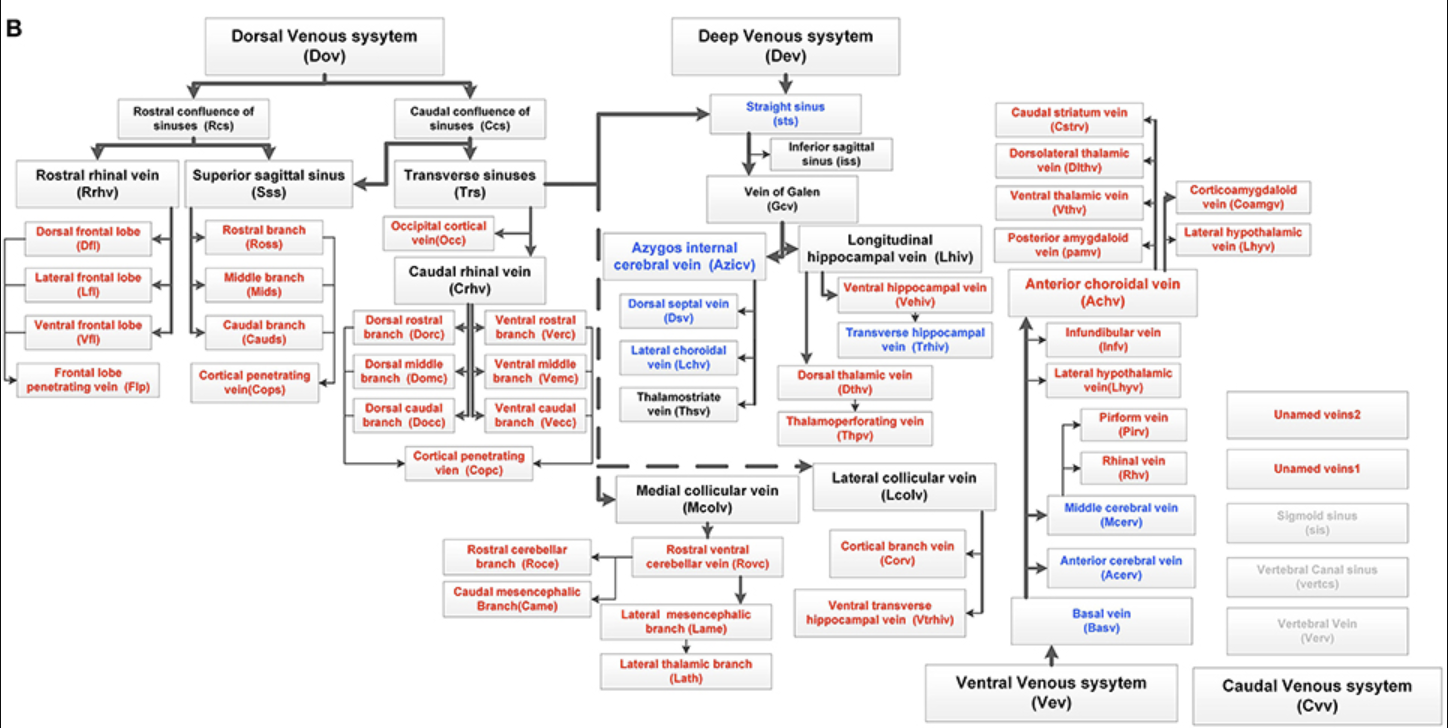 B
Dorsal Venous sysytem
(Dov)
Deep Venous sysytem
(Dev)
Rostral confluence of
sinuses (Rcs)
Caudal confluence of
sinuses (Ccs)
Straight sinus
(sts)
Inferior sagittal
sinus (iss)
Rostral rhinal vein
(Rrhv)
Superior sagittal sinus
(Sss)
Transverse sinuses
(Trs)
Vein of Galen
(Gcv)
Dorsal frontal lobe
(Dfl)
Lateral frontal lobe
(Lfl)
Ventral frontal lobe
(Vfl)
Frontal lobe
penetrating vein (Flp)
Rostral branch
(Ross)
Middle branch
(Mids)
Caudal branch
(Cauds)
Cortical penetrating
vein(Cops)
Occipital cortical
vein(Occ)
Caudal rhinal vein
(Crhv)
Dorsal rostral
branch (Dorc)
Dorsal middle
branch (Domc)
Dorsal caudal
branch (Docc)
Ventral rostral
branch (Verc)
Ventral middle
branch (Vemc)
Ventral caudal
branch (Vecc)
Cortical penetrating
vien (Copc)
Azygos internal
cerebral vein (Azicv)
Dorsal septal vein
(Dsv)
Lateral choroidal
vein (Lchv)
Thalamostriate
vein (Thsv)
Longitudinal
hippocampal vein (Lhiv)
Ventral hippocampal vein
(Vehiv)
Transverse hippocampal
vein (Trhiv)
Dorsal thalamic vein
(Dthv)
Thalamoperforating vein
(Thpv)
Medial collicular vein
(Mcolv)
Lateral collicular vein
(Lcolv)
Rostral cerebellar
branch (Roce)
Caudal mesencephalic
Branch(Came)
Rostral ventral
cerebellar vein (Rovc)
Lateral mesencephalic
branch (Lame)
Lateral thalamic branch
(Lath)
Cortical branch vein
(Corv)
Ventral transverse
hippocampal vein (Vtrhiv)
Caudal striatum vein
(Cstrv)
Dorsolateral thalamic
vein (Dlthv)
Ventral thalamic vein
(Vthv)
Posterior amygdaloid
vein (pamv)
Corticoamygdaloid
vein (Coamgv)
Lateral hypothalamic
vein (Lhyv)
Anterior choroidal vein
(Achv)
Infundibular vein
(Infv)
Lateral hypothalamic
vein(Lhyv)
Pirform vein
(Pirv)
Rhinal vein
(Rhv)
Middle cerebral vein
(Mcerv)
Anterior cerebral vein
(Acerv)
Basal vein
(Basv)
Ventral Venous sysytem
(Vev)
Unamed veins2
Unamed veins1
Sigmoid sinus
(sis)
Vertebral Canal sinus
(vertcs)
Vertebral Vein
(Verv)
Caudal Venous sysytem
(Cvv)